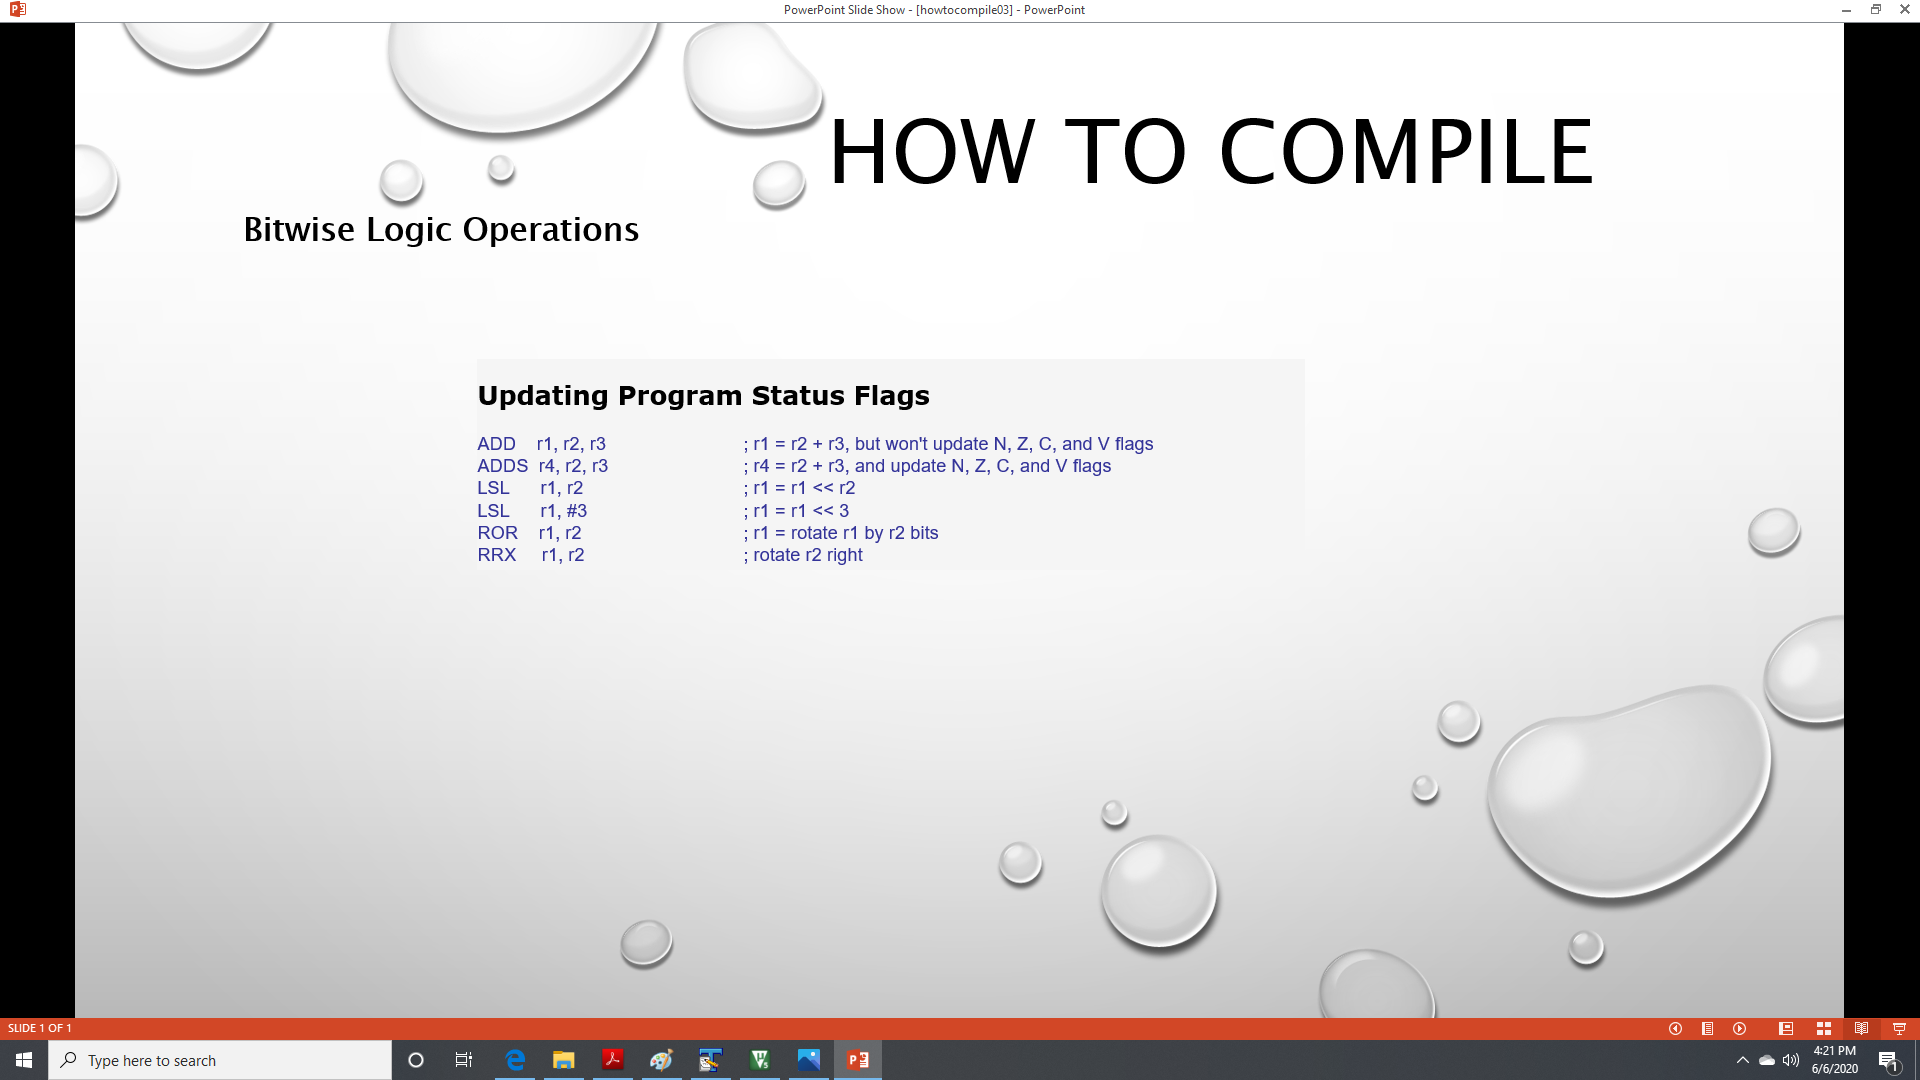 PowerPoint Slide Show - [howtocompile03] - PowerPoint
HOW TO COMPILE
Bitwise Logic Operations
Updating Program Status Flags
ADD r1, r2, r3 ; r1 = r2 + r3, but won't update N, Z, C, and V flags
ADDS r4, r2, r3 ; r4 = r2 + r3, and update N, Z, C, and V flags
LSL r1, r2 ; r1 = r1 << r2
LSL r1, #3 ; r1 = r1 << 3
ROR r1, r2 ; r1 = rotate r1 by r2 bits
RRX r1, r2 ; rotate r2 right
SLIDE 1 OF 1
Type here to search
4:21 PM
6/6/2020
1